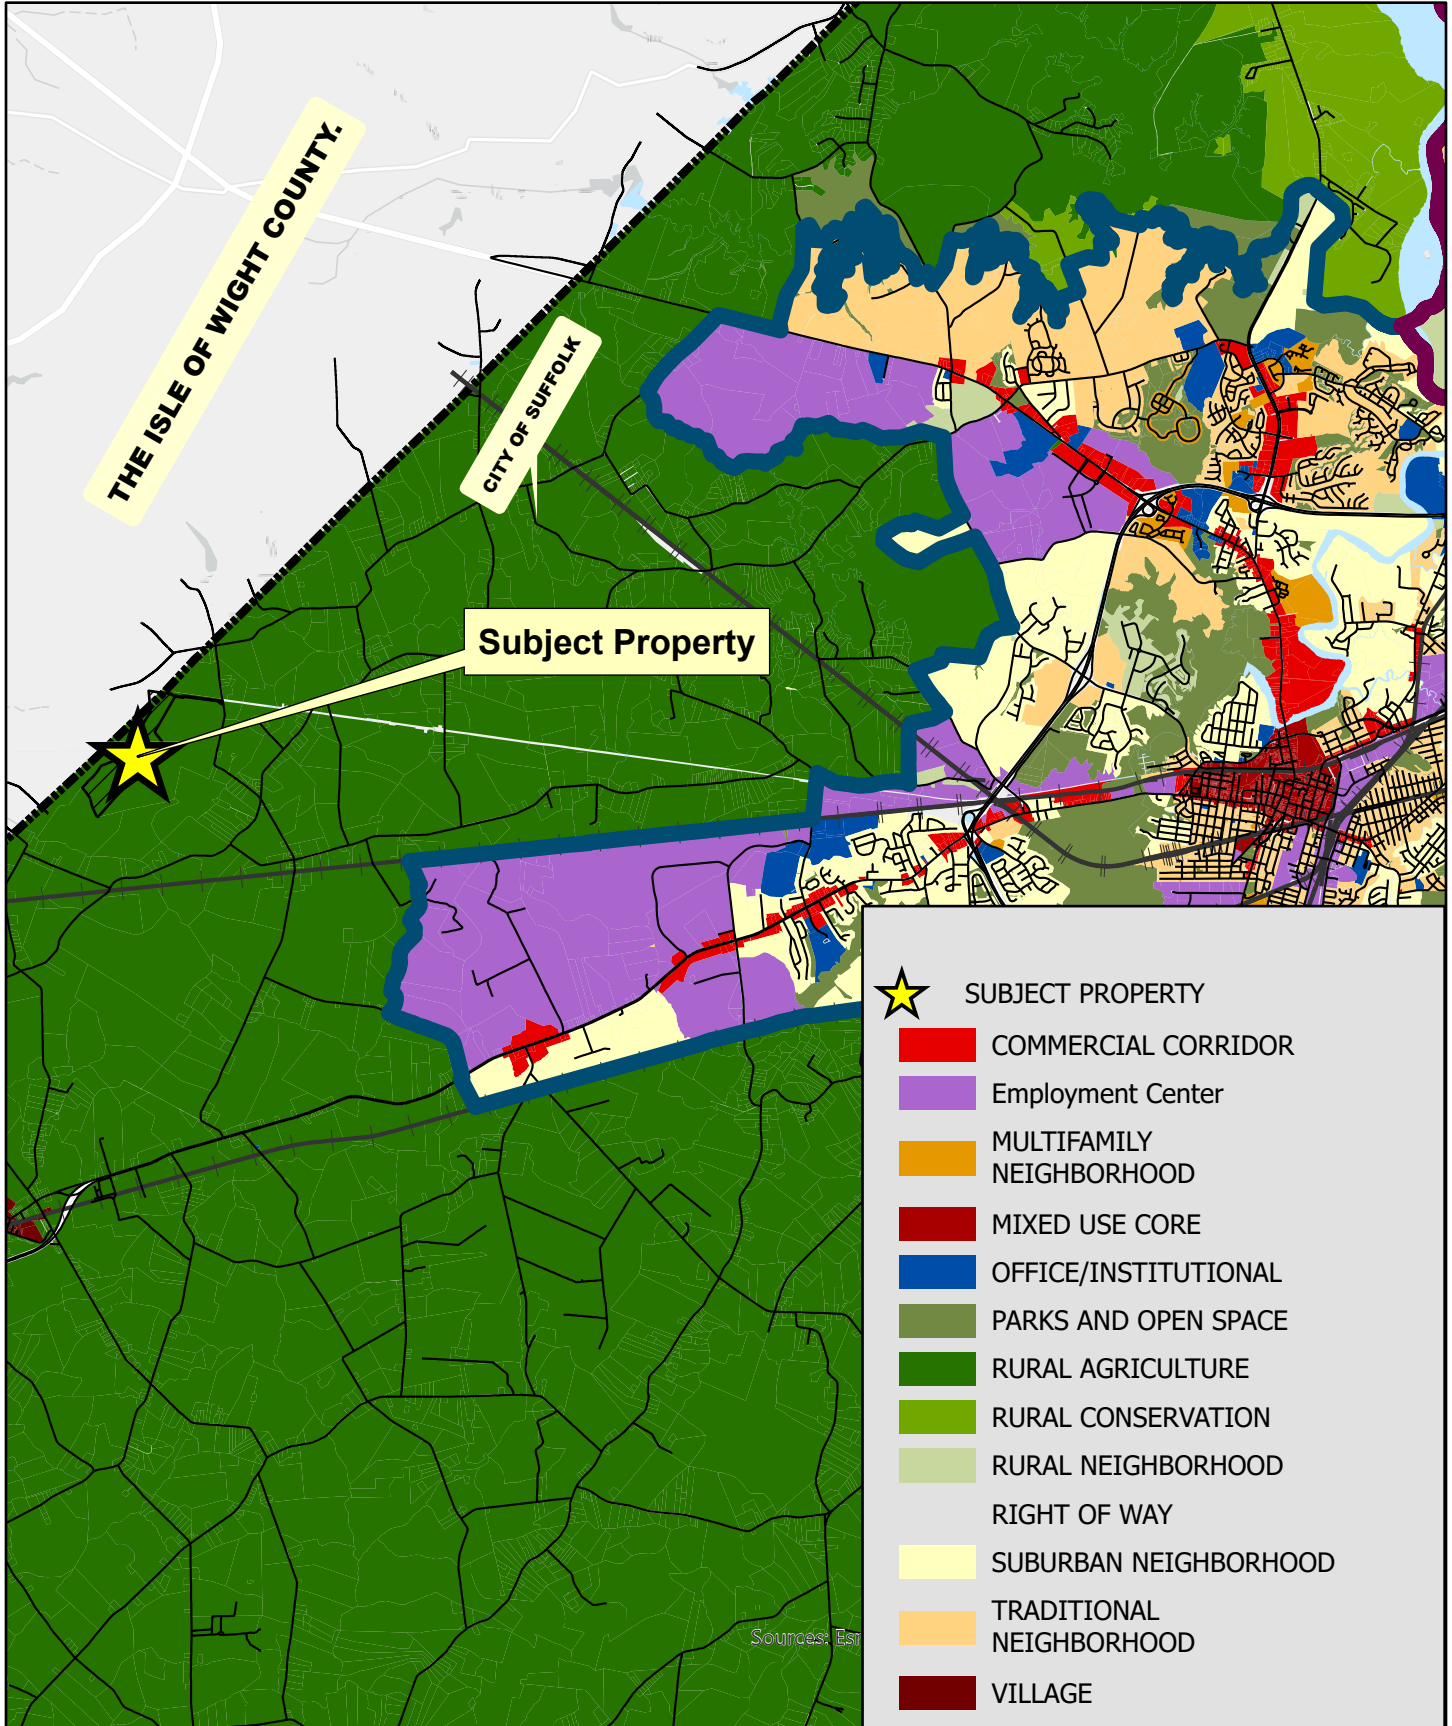 THE ISLE OF WIGHT COUNTY.
CITY OF SUFFOLK
Subject Property
SUBJECT PROPERTY
COMMERCIAL CORRIDOR
Employment Center
MULTIFAMILY
NEIGHBORHOOD
MIXED USE CORE
OFFICE/INSTITUTIONAL
PARKS AND OPEN SPACE
RURAL AGRICULTURE
RURAL CONSERVATION
RURAL NEIGHBORHOOD
RIGHT OF WAY
SUBURBAN NEIGHBORHOOD
TRADITIONAL
NEIGHBORHOOD
VILLAGE
Sources: